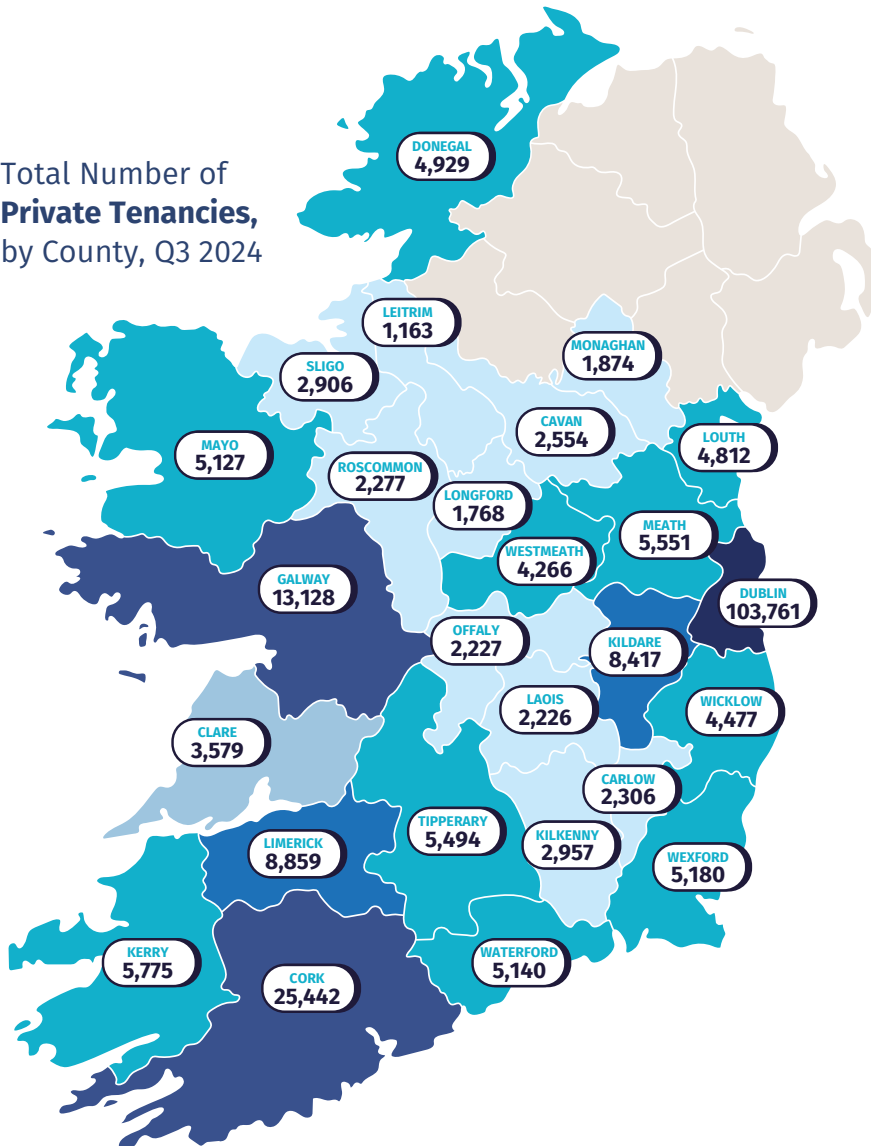 Total Number of
Private Tenancies,
by County, Q3 2024
DONEGAL
4,929
LEITRIM
1,163
MONAGHAN
1,874
SLIGO
2,906
CAVAN
2,554
LOUTH
4,812
MAYO
5,127
ROSCOMMON
2,277
LONGFORD
1,768
MEATH
5,551
WESTMEATH
4,266
GALWAY
13,128
DUBLIN
103,761
OFFALY
2,227
KILDARE
8,417
LAOIS
2,226
WICKLOW
4,477
CLARE
3,579
CARLOW
2,306
TIPPERARY
5,494
KILKENNY
2,957
LIMERICK
8,859
WEXFORD
5,180
KERRY
5,775
WATERFORD
5,140
CORK
25,442